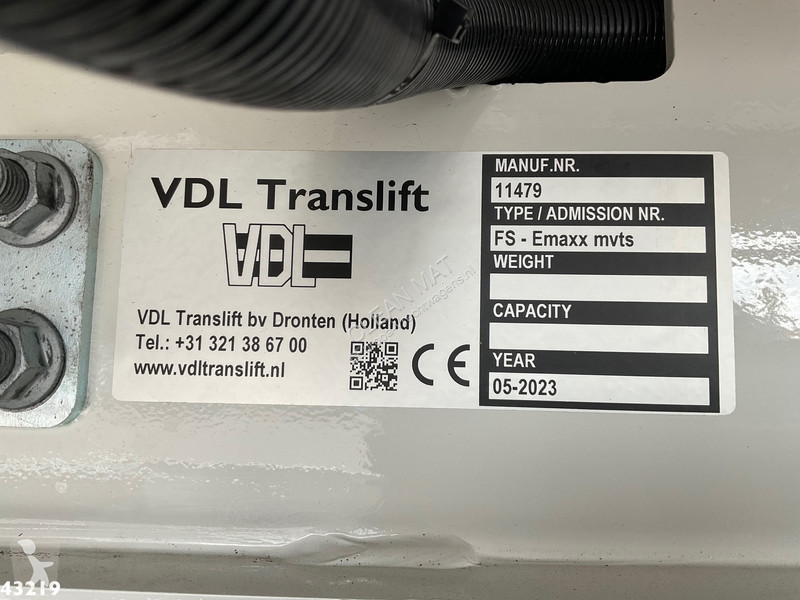 VDL Translift
VDL
VDL Translift bv Dronten (Holland)
Tel.: +31 321 38 67 00
www.vdltranslift.nl
CE
MANUF.NR.
11479
TYPE / ADMISSION NR.
FS - Emaxx mvts
WEIGHT
CAPACITY
YEAR
05-2023
43219